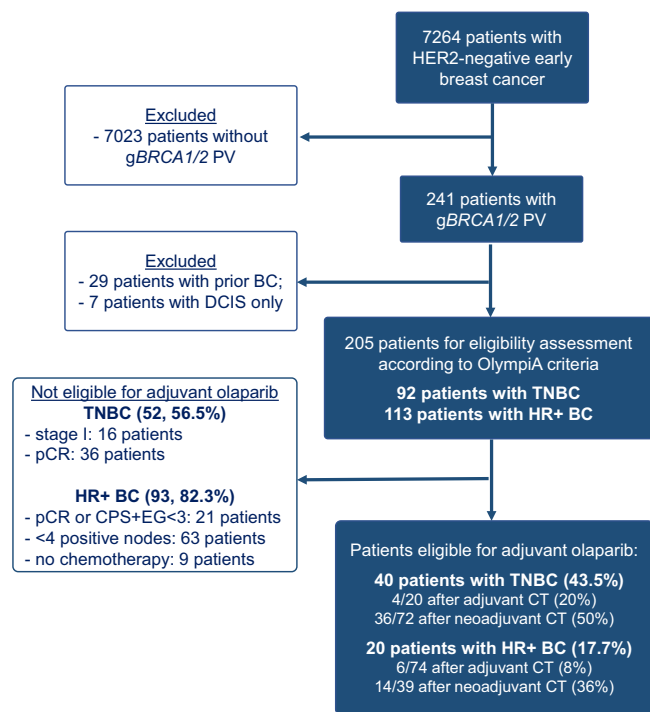 7264 patients with
HER2-negative early
breast cancer
Excluded
- 7023 patients without
gBRCA1/2 PV
241 patients with
gBRCA1/2 PV
Excluded
- 29 patients with prior BC;
- 7 patients with DCIS only
205 patients for eligibility assessment
according to OlympiA criteria
92 patients with TNBC
113 patients with HR+ BC
Not eligible for adjuvant olaparib
TNBC (52, 56.5%)
- stage I: 16 patients
- pCR: 36 patients
HR+ BC (93, 82.3%)
- pCR or CPS+EG<3: 21 patients
- <4 positive nodes: 63 patients
- no chemotherapy: 9 patients
Patients eligible for adjuvant olaparib:
40 patients with TNBC (43.5%)
4/20 after adjuvant CT (20%)
36/72 after neoadjuvant CT (50%)
20 patients with HR+ BC (17.7%)
6/74 after adjuvant CT (8%)
14/39 after neoadjuvant CT (36%)